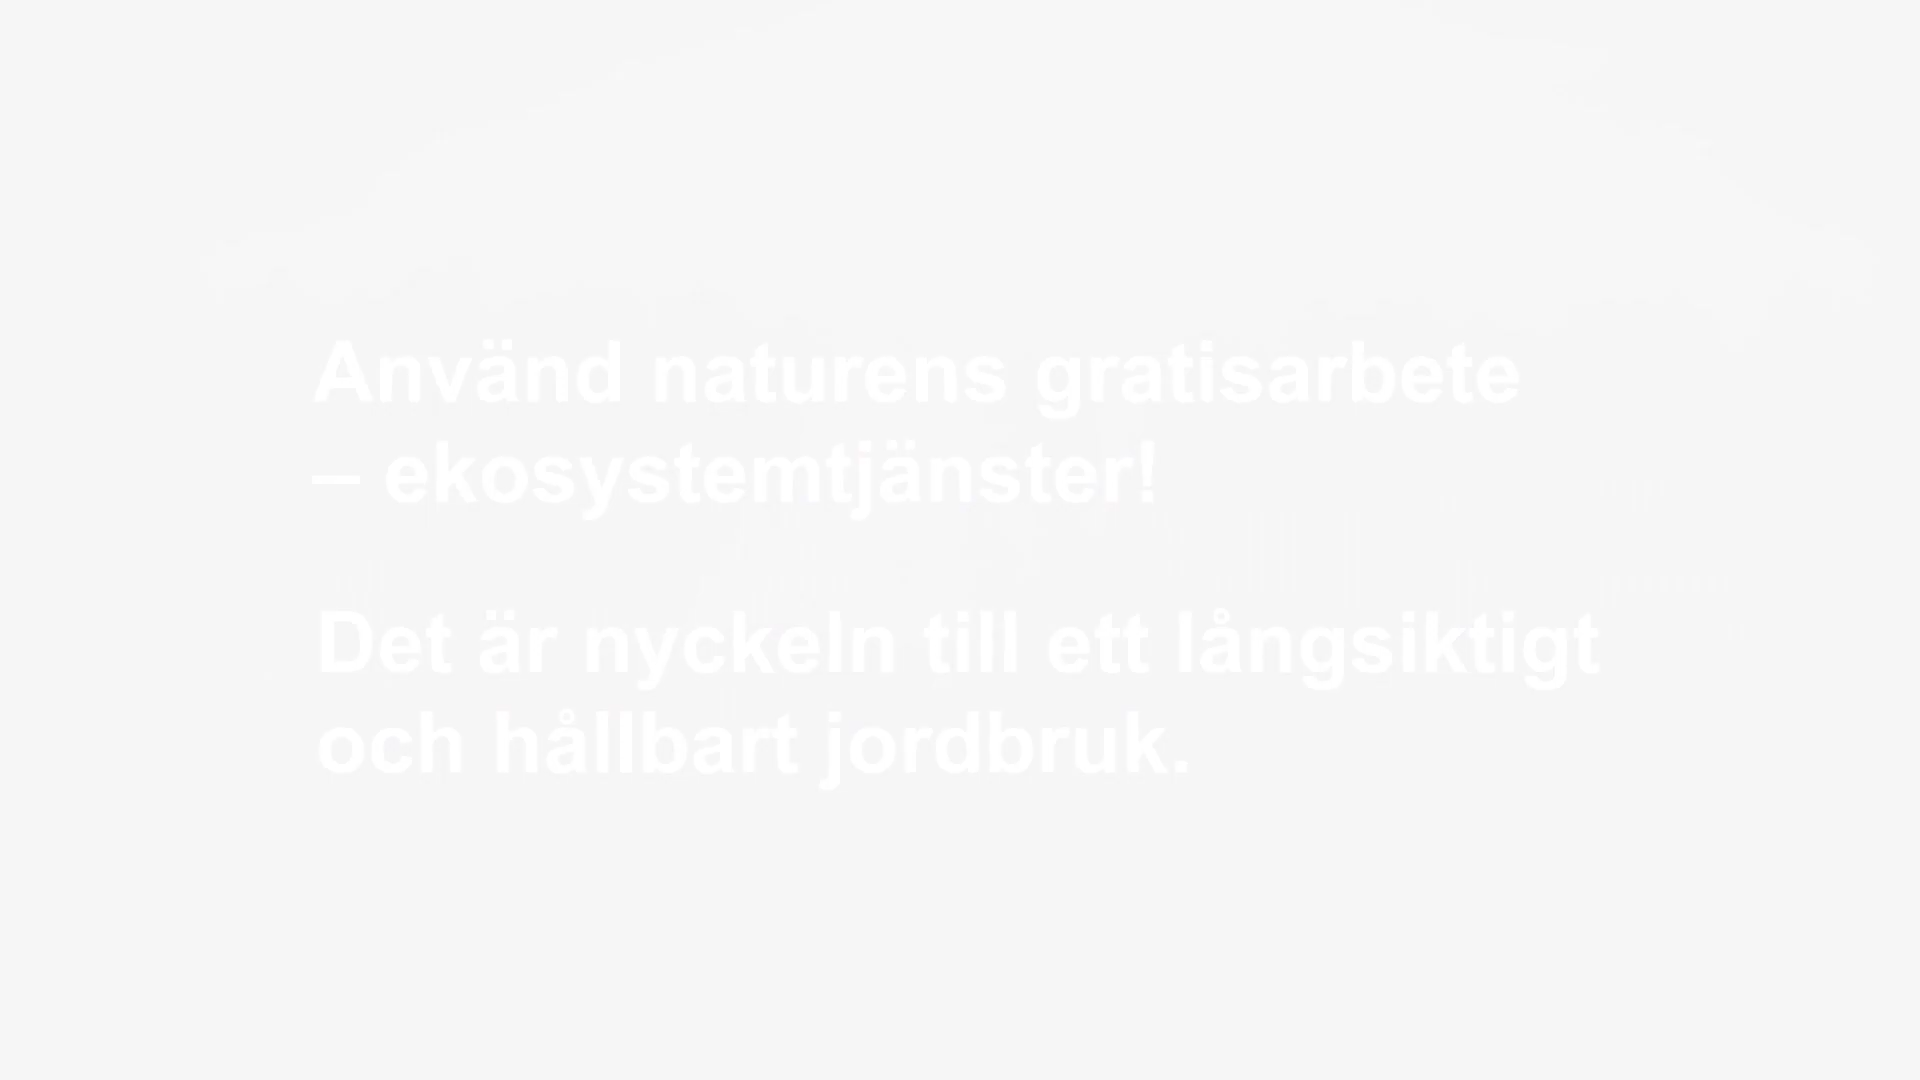 Använd naturens gratisarbete
– ekosystemtjänster!
Det är nyckeln till ett långsiktigt
och hållbart jordbruk.